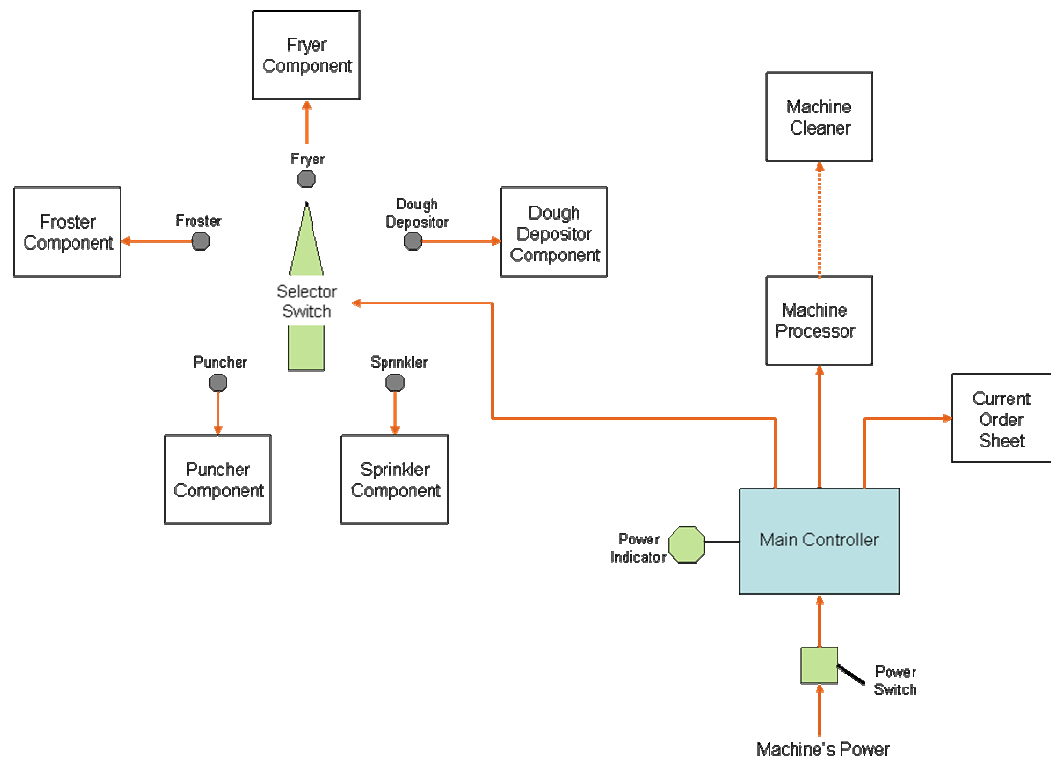 Fryer
Component
Machine
Cleaner
Fryer
Froster
Component
Froster
Dough
Depositor
Dough
Depositor
Component
Selector
Switch
Machine
Processor
Puncher
Sprinkler
Current
Order
Sheet
Puncher
Component
Sprinkler
Component
Power
Indicator
Main Controller
Power
Switch
Machine's Power